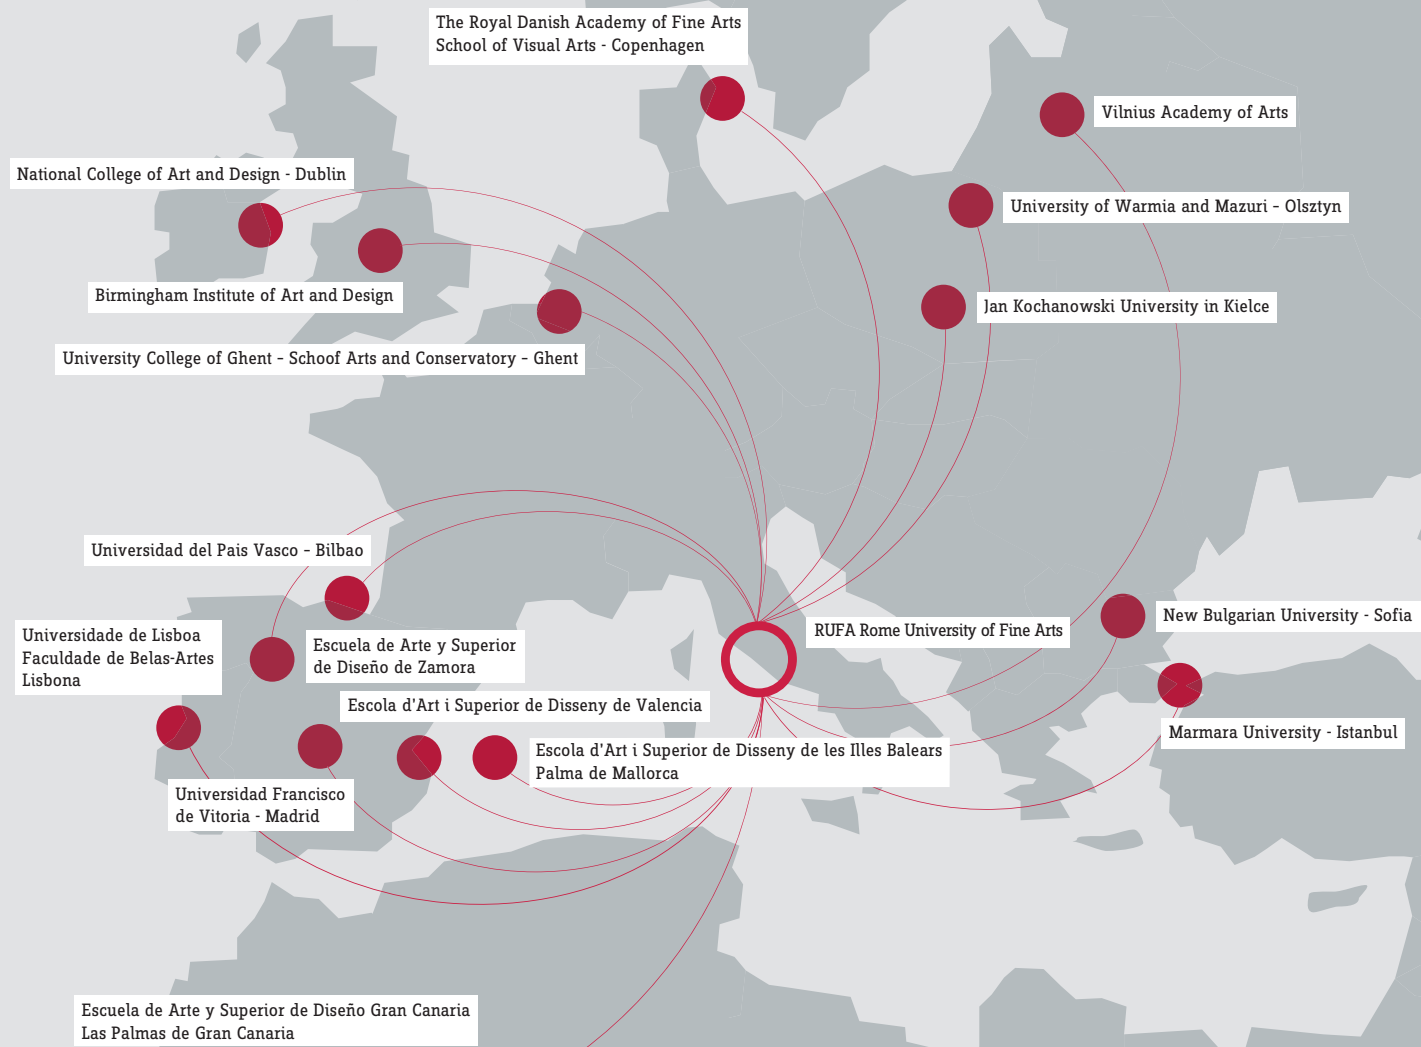 The Royal Danish Academy of Fine Arts
School of Visual Arts - Copenhagen
Vilnius Academy of Arts
National College of Art and Design - Dublin
University of Warmia and Mazuri – Olsztyn
Birmingham Institute of Art and Design
Jan Kochanowski University in Kielce
University College of Ghent – Schoof Arts and Conservatory – Ghent
Universidad del Pais Vasco – Bilbao
New Bulgarian University - Sofia
RUFA Rome University of Fine Arts
Universidade de Lisboa
Faculdade de Belas-Artes
Lisbona
Escuela de Arte y Superior
de Diseño de Zamora
Escola d'Art i Superior de Disseny de Valencia
Marmara University - Istanbul
Escola d'Art i Superior de Disseny de les Illes Balears
Palma de Mallorca
Universidad Francisco
de Vitoria - Madrid
Escuela de Arte y Superior de Diseño Gran Canaria
Las Palmas de Gran Canaria